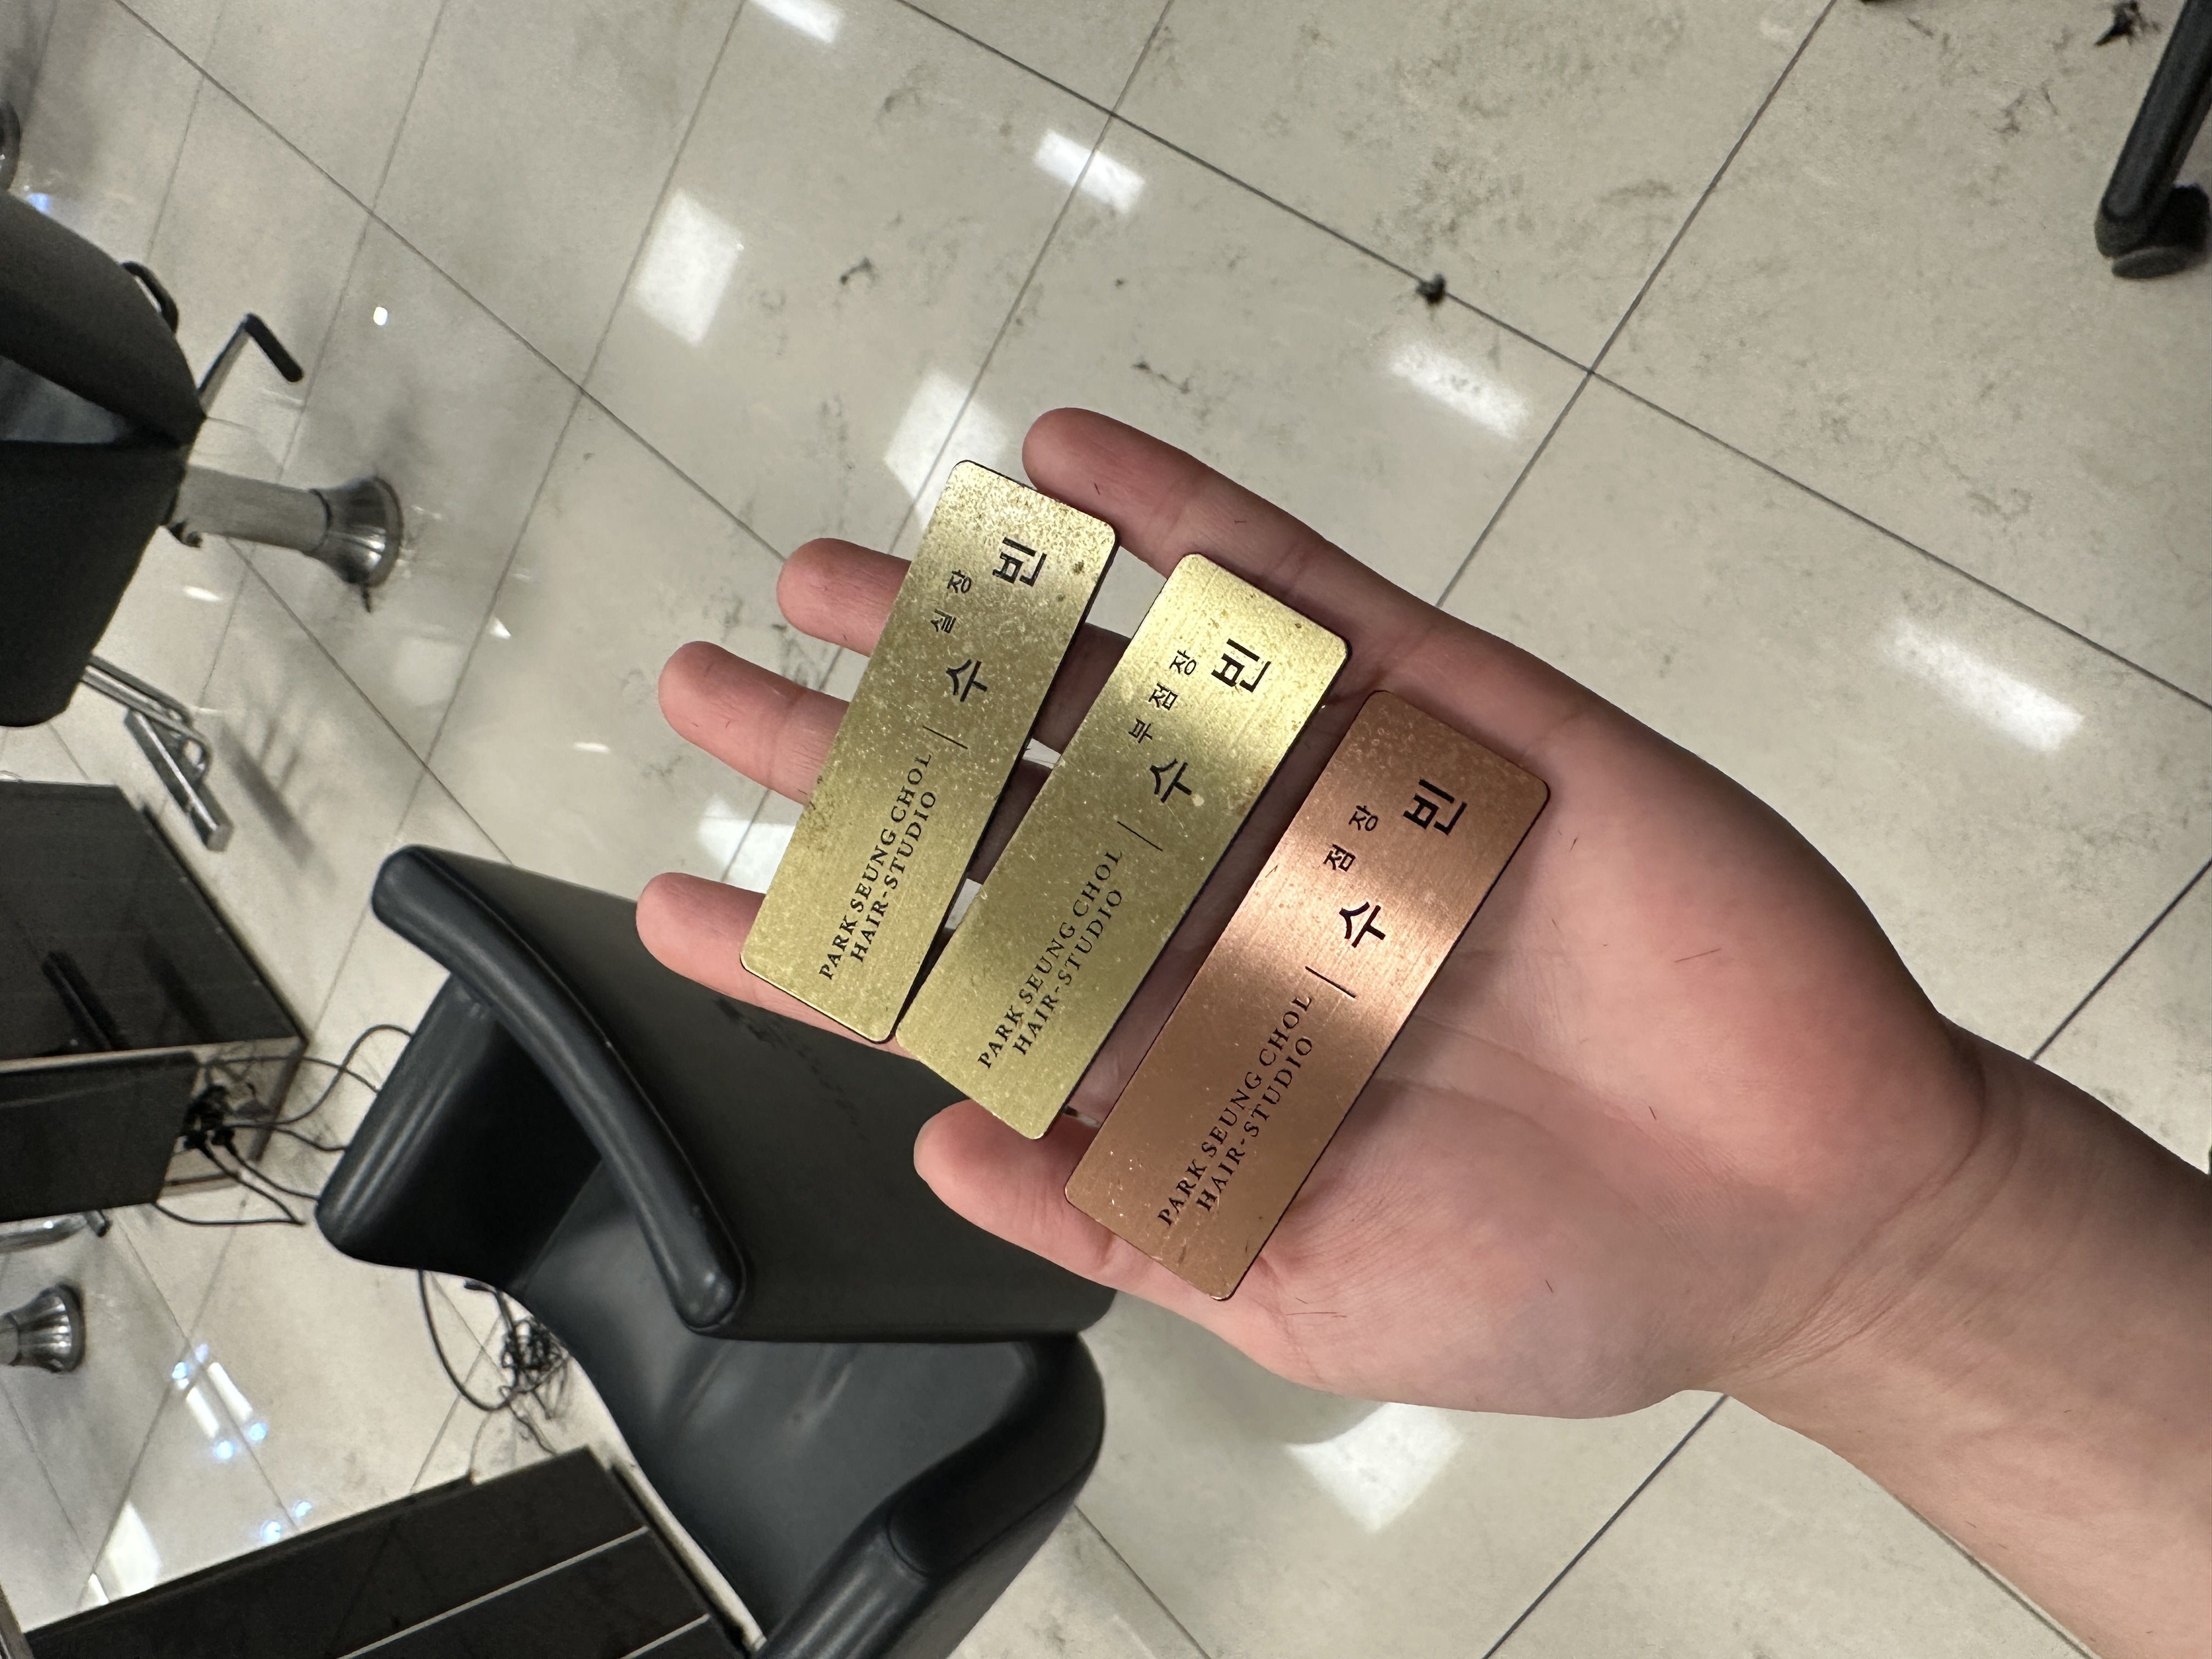 PARK SEUNG CHOL
HAIR-STUDIO
실장
수빈
PARK SEUNG CHOL
HAIR-STUDIO
부점장
수빈
PARK SEUNG CHOL
HAIR-STUDIO
점장
수빈